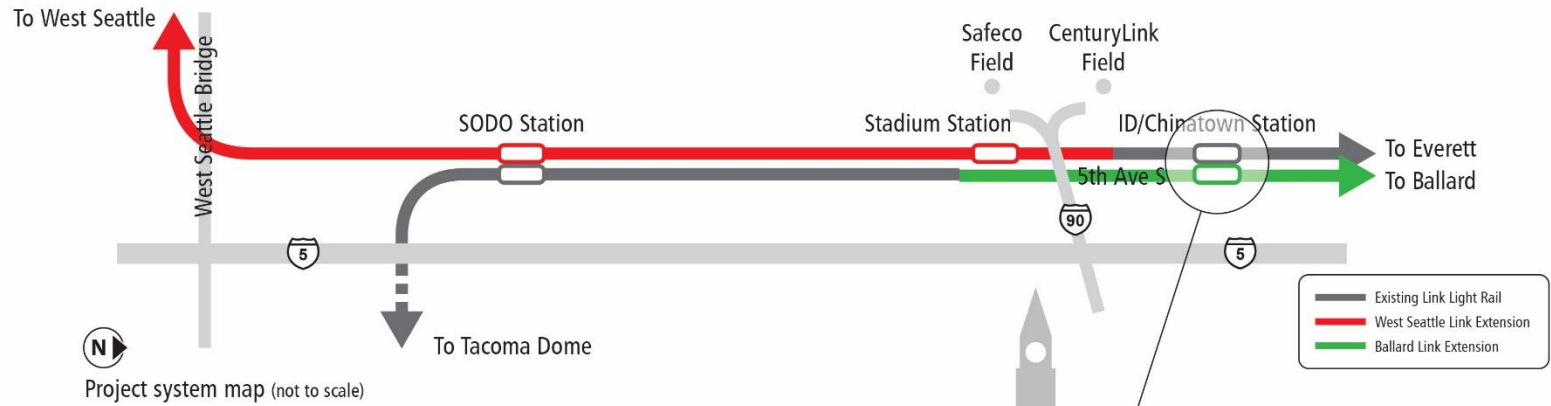 To West Seattle
West Seattle Bridge
SODO Station
Stadium Station
Safeco
Field
CenturyLink
Field
ID/Chinatown Station
To Everett
To Ballard
5th Ave S
90
5
5
To Tacoma Dome
N
Project system map (not to scale)
Existing Link Light Rail
West Seattle Link Extension
Ballard Link Extension